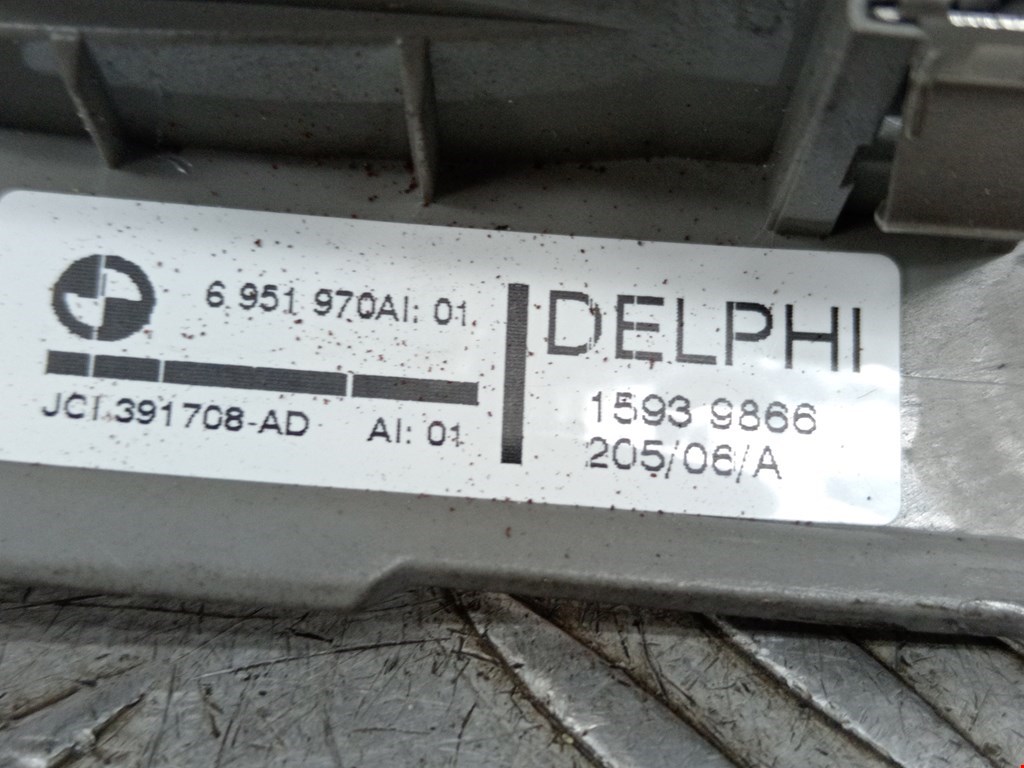 6 951 970AI: 01
JCI 391708-AD AI: 01
DELPHI
1593 9866
205/06/A